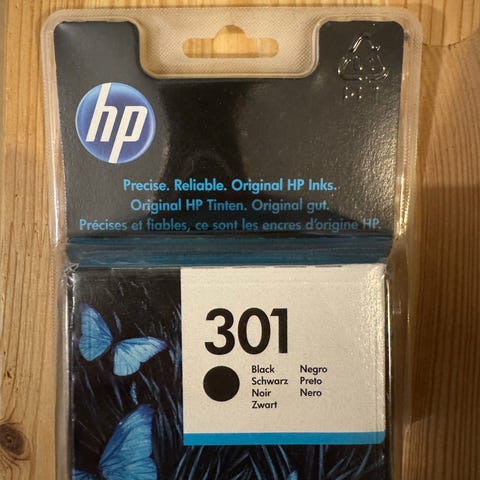 hp
PET
Precise. Reliable. Original HP Inks.
Original HP Tinten. Original gut.
Précises et fiables, ce sont les encres d'origine HP.
301
Black Negro
Schwarz Preto
Noir Nero
Zwart